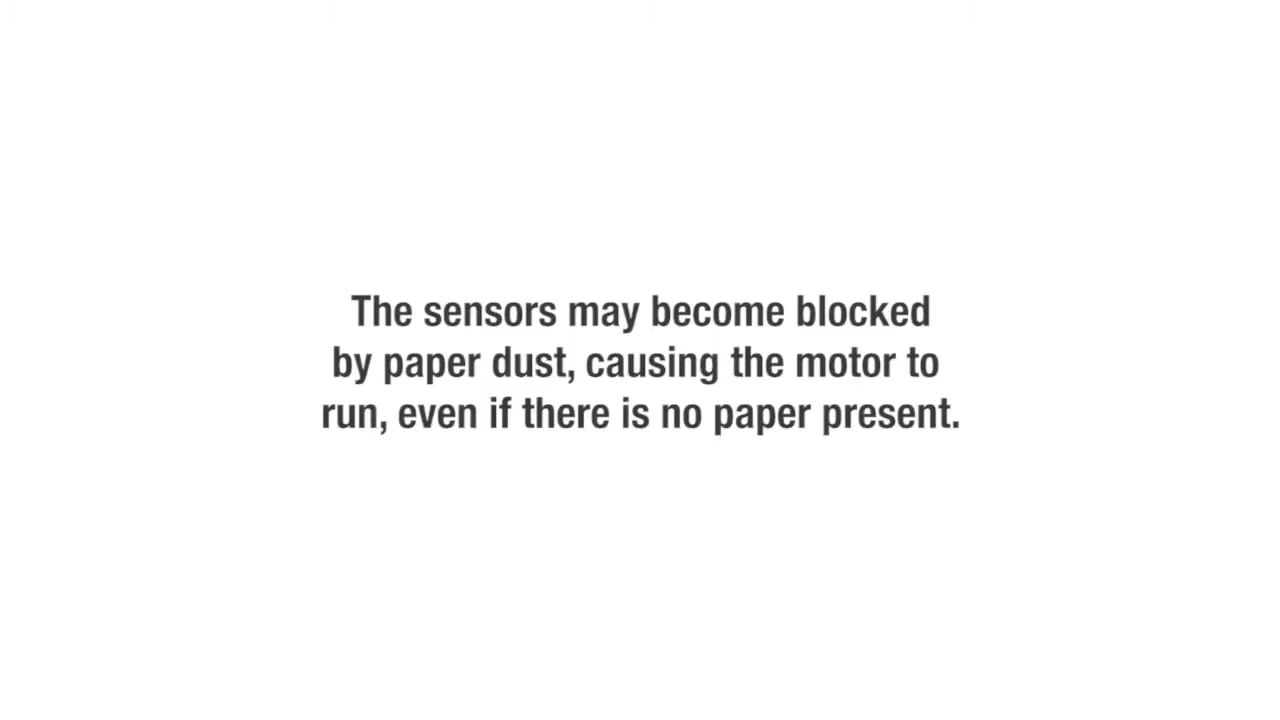 The sensors may become blocked
by paper dust, causing the motor to
run, even if there is no paper present.